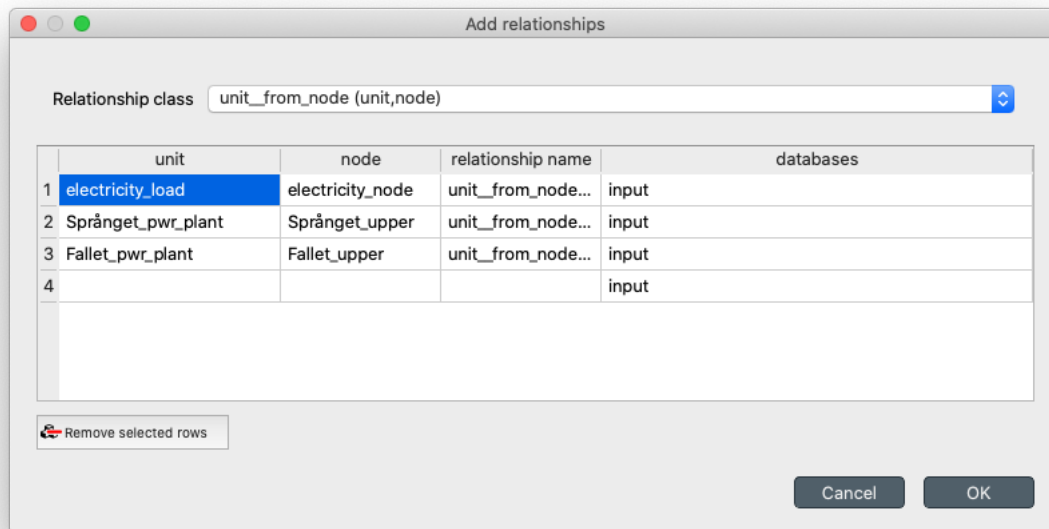 Add relationships
Relationship class unit__from_node (unit,node)
unit node relationship name databases
1 electricity_load electricity_node unit__from_node... input
2 Språnget_pwr_plant Språnget_upper unit__from_node... input
3 Fallet_pwr_plant Fallet_upper unit__from_node... input
4 input
Remove selected rows
Cancel OK